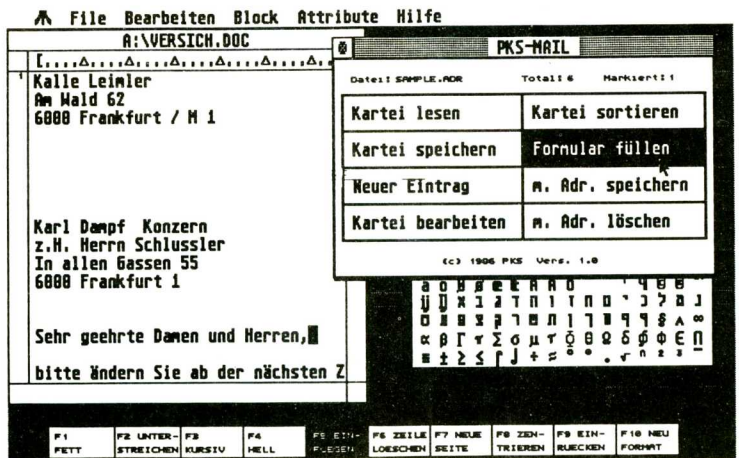 File Bearbeiten Block Attribute Hilfe
A:\VERSICH.DOC
Kalle Leimler
Am Wald 62
6000 Frankfurt / M 1
Karl Dampf Konzern
z.H. Herrn Schlussler
In allen Gassen 55
6000 Frankfurt 1
Sehr geehrte Damen und Herren,
bitte ändern Sie ab der nächsten Z
PKS-MAIL
Datei: SAMPLE.ADR Total: 6 Markiert: 1
Kartei lesen Kartei sortieren
Kartei speichern Formular füllen
Neuer Eintrag m. Adr. speichern
Kartei bearbeiten m. Adr. löschen
(c) 1986 PKS Vers. 1.0
α β Γ π Σ σ μ τ Φ Θ Ω δ ϕ ∈ ∩
≡ ± ≥ ≤ ⌠ ⌡ ÷ ≈
F1 FETT
F2 UNTER-STREICHEN
F3 KURSIV
F4 HELL
F5 EIN-FUEGEN
F6 ZEILE LOESCHEN
F7 NEUE SEITE
F8 ZEN-TRIEREN
F9 EIN-RUECKEN
F10 NEU FORMAT